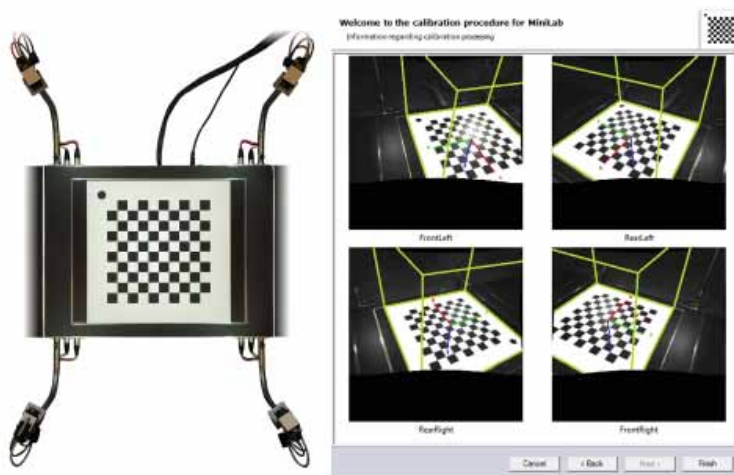 Welcome to the calibration procedure for MiniLab
Information regarding calibration processing
FrontLeft
RearLeft
RearRight
FrontRight
Cancel
< Back
Next >
Finish